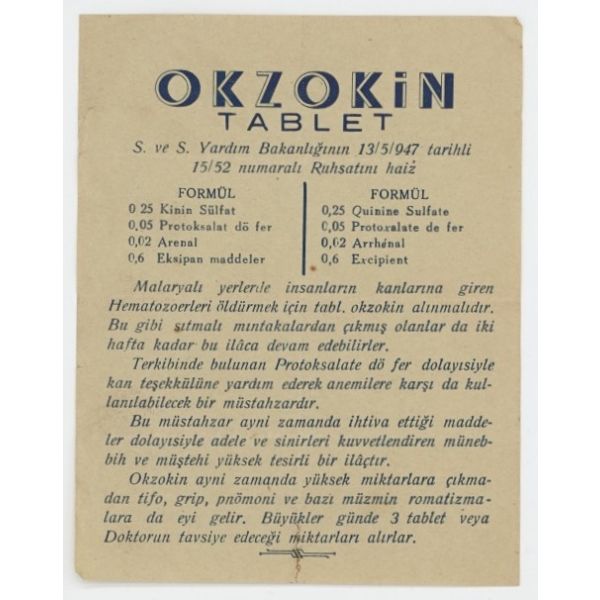 OKZOKiN
TABLET
S. ve S. Yardım Bakanlığının 13/5/947 tarihli
15/52 numaralı Ruhsatını haiz
FORMÜL
0 25 Kinin Sülfat
0,05 Protoksalat dö fer
0,02 Arenal
0,6 Eksipan maddeler
FORMÜL
0,25 Quinine Sulfate
0,05 Protoxalate de fer
0,02 Arrhénal
0,6 Excipient
Malaryalı yerlerde insanların kanlarına giren
Hematozoerleri öldürmek için tabl. okzokin alınmalıdır.
Bu gibi sıtmalı mıntakalardan çıkmış olanlar da iki
hafta kadar bu ilâca devam edebilirler.
Terkibinde bulunan Protoksalate dö fer dolayısiyle
kan teşekkülüne yardım ederek anemilere karşı da kul-
lanılabilecek bir müstahzardır.
Bu müstahzar ayni zamanda ihtiva ettiği madde-
ler dolayısiyle adele ve sinirleri kuvvetlendiren müneb-
bih ve müştehi yüksek tesirli bir ilâçtır.
Okzokin ayni zamanda yüksek miktarlara çıkma-
dan tifo, grip, pnömoni ve bazı müzmin romatizma-
lara da eyi gelir. Büyükler günde 3 tablet veya
Doktorun tavsiye edeceği miktarları alırlar.